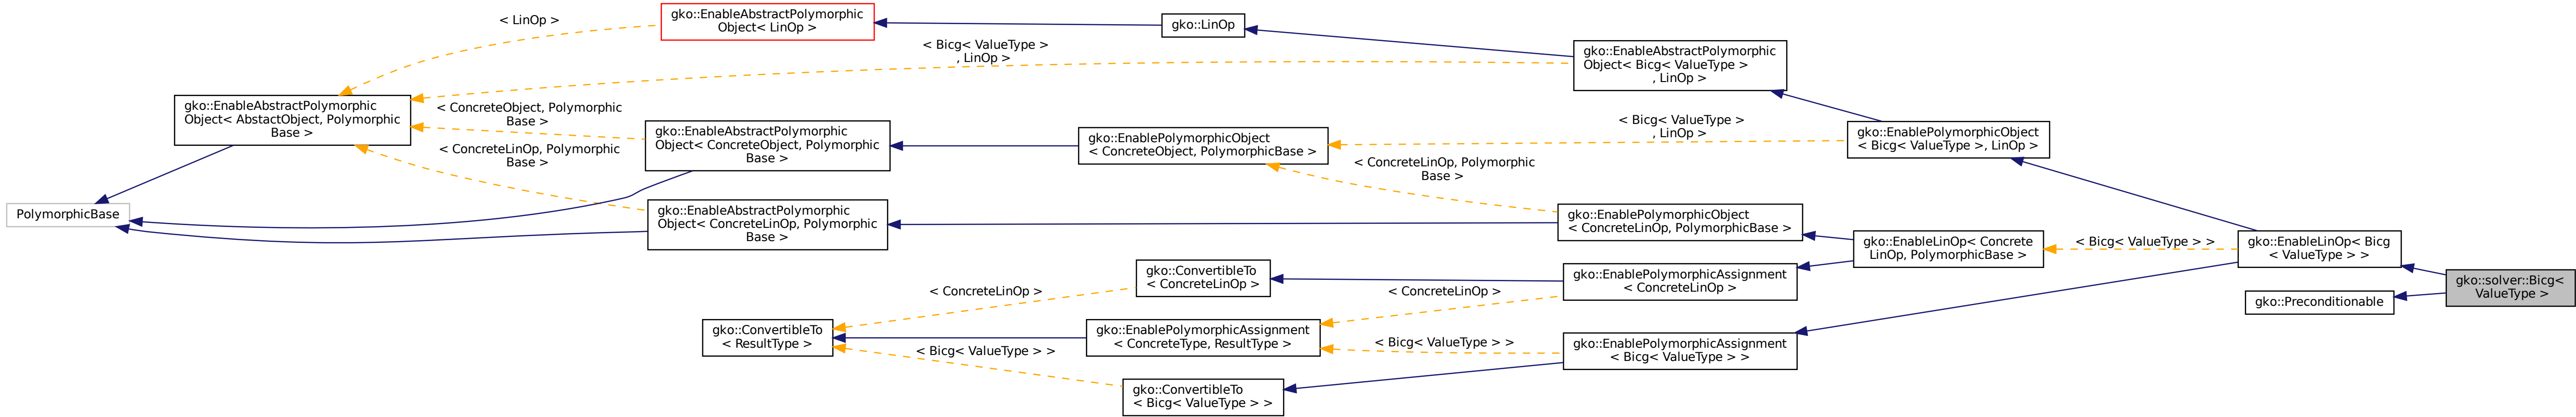 gko::EnableAbstractPolymorphic
Object< LinOp >
< LinOp >
gko::LinOp
< Bicg< ValueType >
, LinOp >
gko::EnableAbstractPolymorphic
Object< Bicg< ValueType >
, LinOp >
gko::EnableAbstractPolymorphic
Object< AbstactObject, Polymorphic
Base >
< ConcreteObject, Polymorphic
Base >
gko::EnableAbstractPolymorphic
Object< ConcreteObject, Polymorphic
Base >
gko::EnablePolymorphicObject
< ConcreteObject, PolymorphicBase >
< Bicg< ValueType >
, LinOp >
gko::EnablePolymorphicObject
< Bicg< ValueType >, LinOp >
< ConcreteLinOp, Polymorphic
Base >
< ConcreteLinOp, Polymorphic
Base >
PolymorphicBase
gko::EnableAbstractPolymorphic
Object< ConcreteLinOp, Polymorphic
Base >
gko::EnablePolymorphicObject
< ConcreteLinOp, PolymorphicBase >
gko::EnableLinOp< Concrete
LinOp, PolymorphicBase >
< Bicg< ValueType > >
gko::EnableLinOp< Bicg
< ValueType > >
gko::solver::Bicg<
ValueType >
gko::ConvertibleTo
< ConcreteLinOp >
gko::EnablePolymorphicAssignment
< ConcreteLinOp >
< ConcreteLinOp >
< ConcreteLinOp >
gko::Preconditionable
gko::ConvertibleTo
< ResultType >
gko::EnablePolymorphicAssignment
< ConcreteType, ResultType >
< Bicg< ValueType > >
gko::EnablePolymorphicAssignment
< Bicg< ValueType > >
< Bicg< ValueType > >
gko::ConvertibleTo
< Bicg< ValueType > >